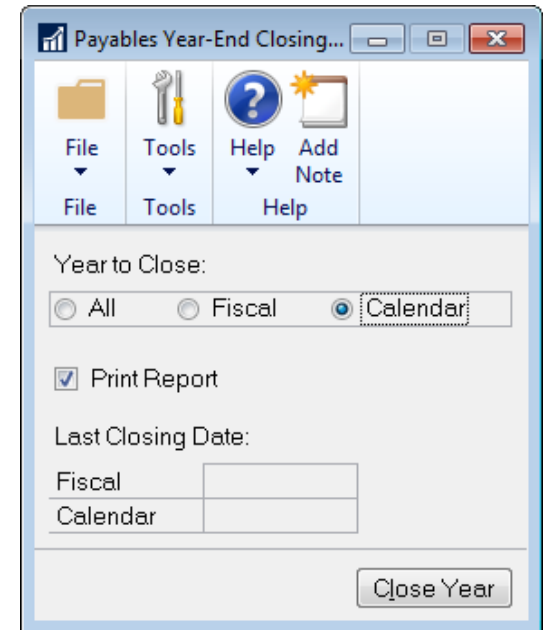 Payables Year-End Closing...
File Tools Help Add Note
File Tools Help
Year to Close:
All Fiscal Calendar
Print Report
Last Closing Date:
Fiscal
Calendar
Close Year